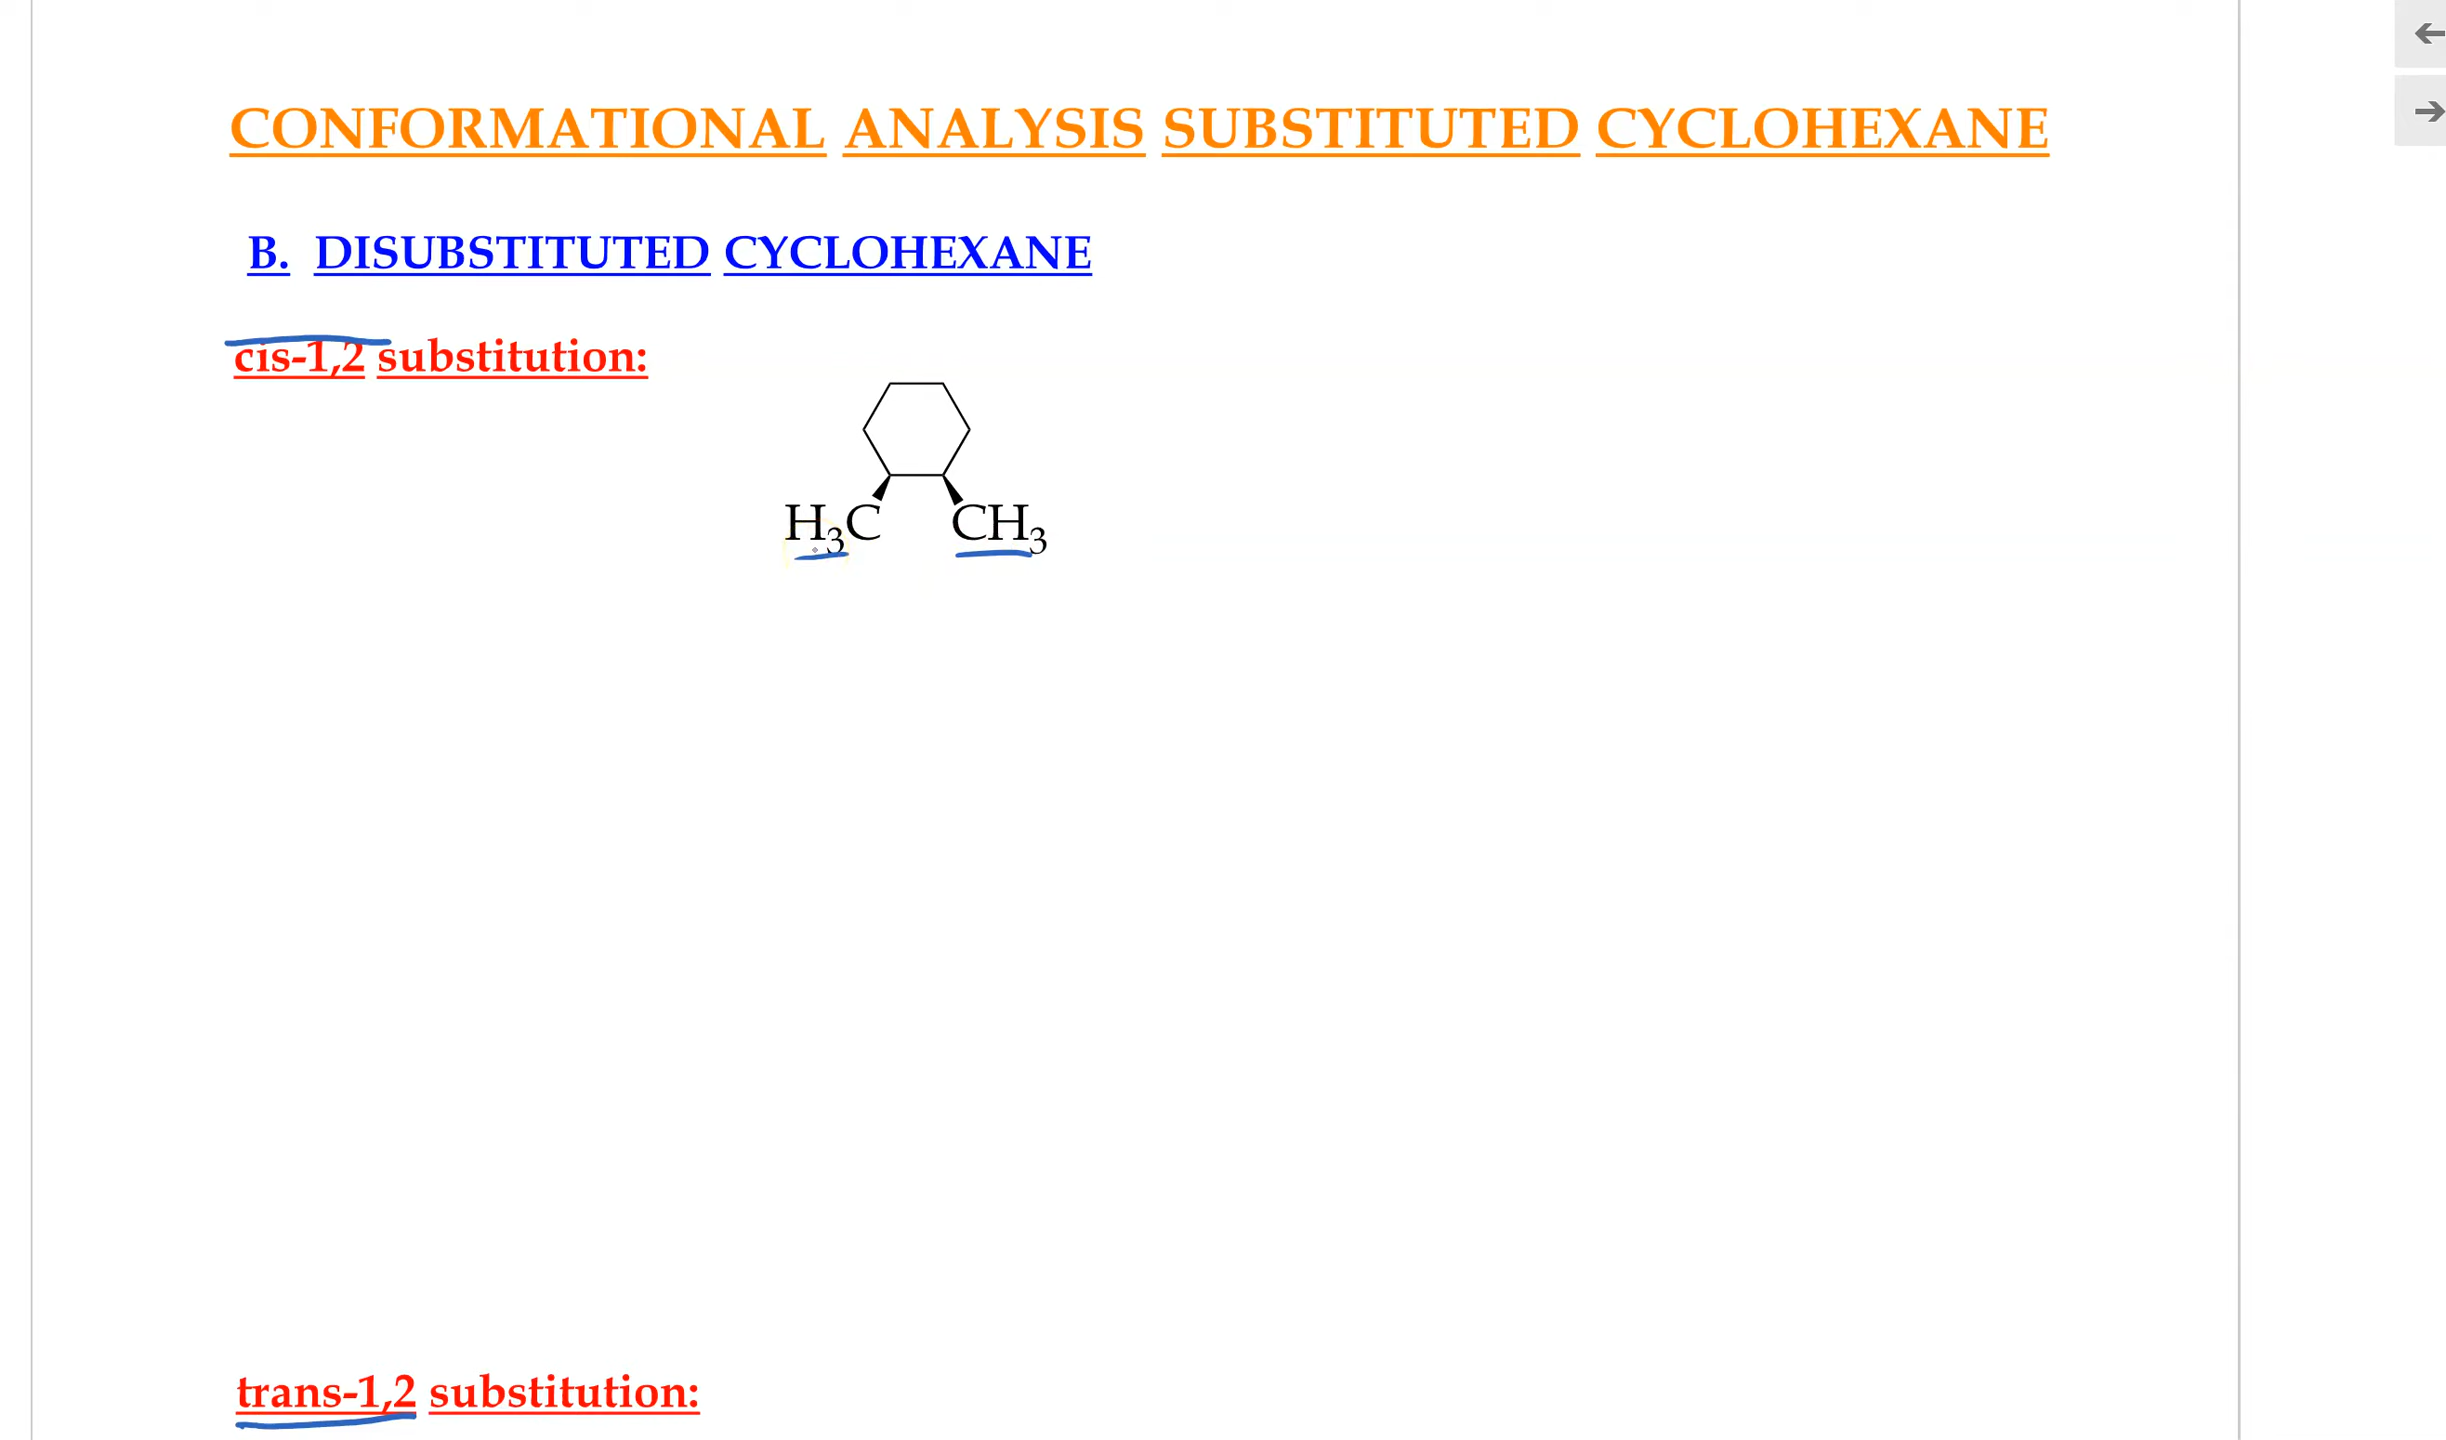 CONFORMATIONAL ANALYSIS SUBSTITUTED CYCLOHEXANE
B. DISUBSTITUTED CYCLOHEXANE
cis-1,2 substitution:
H₃C CH₃
trans-1,2 substitution: